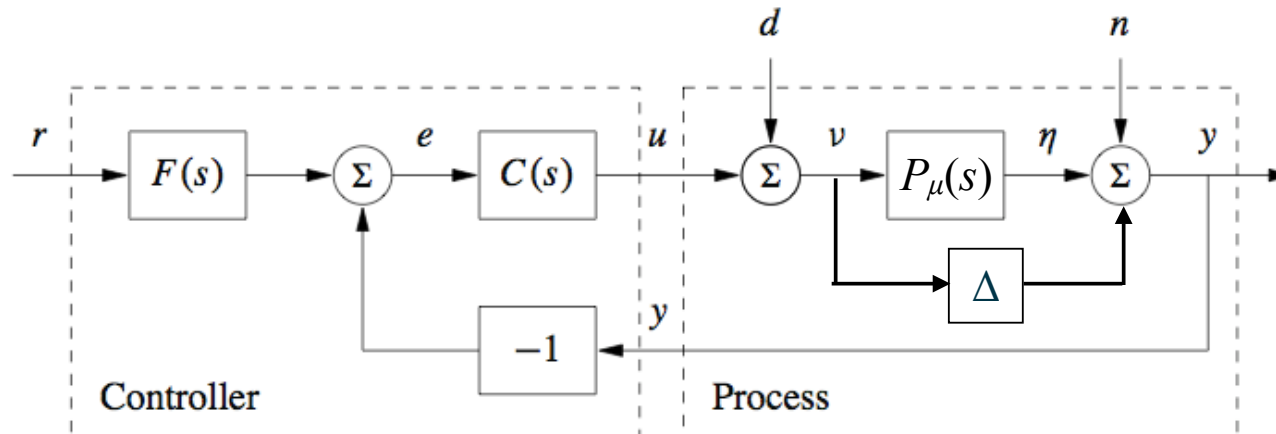 d n
r e u ν η y
F(s) Σ C(s) Σ P_μ(s) Σ
Δ
y
−1
Controller Process